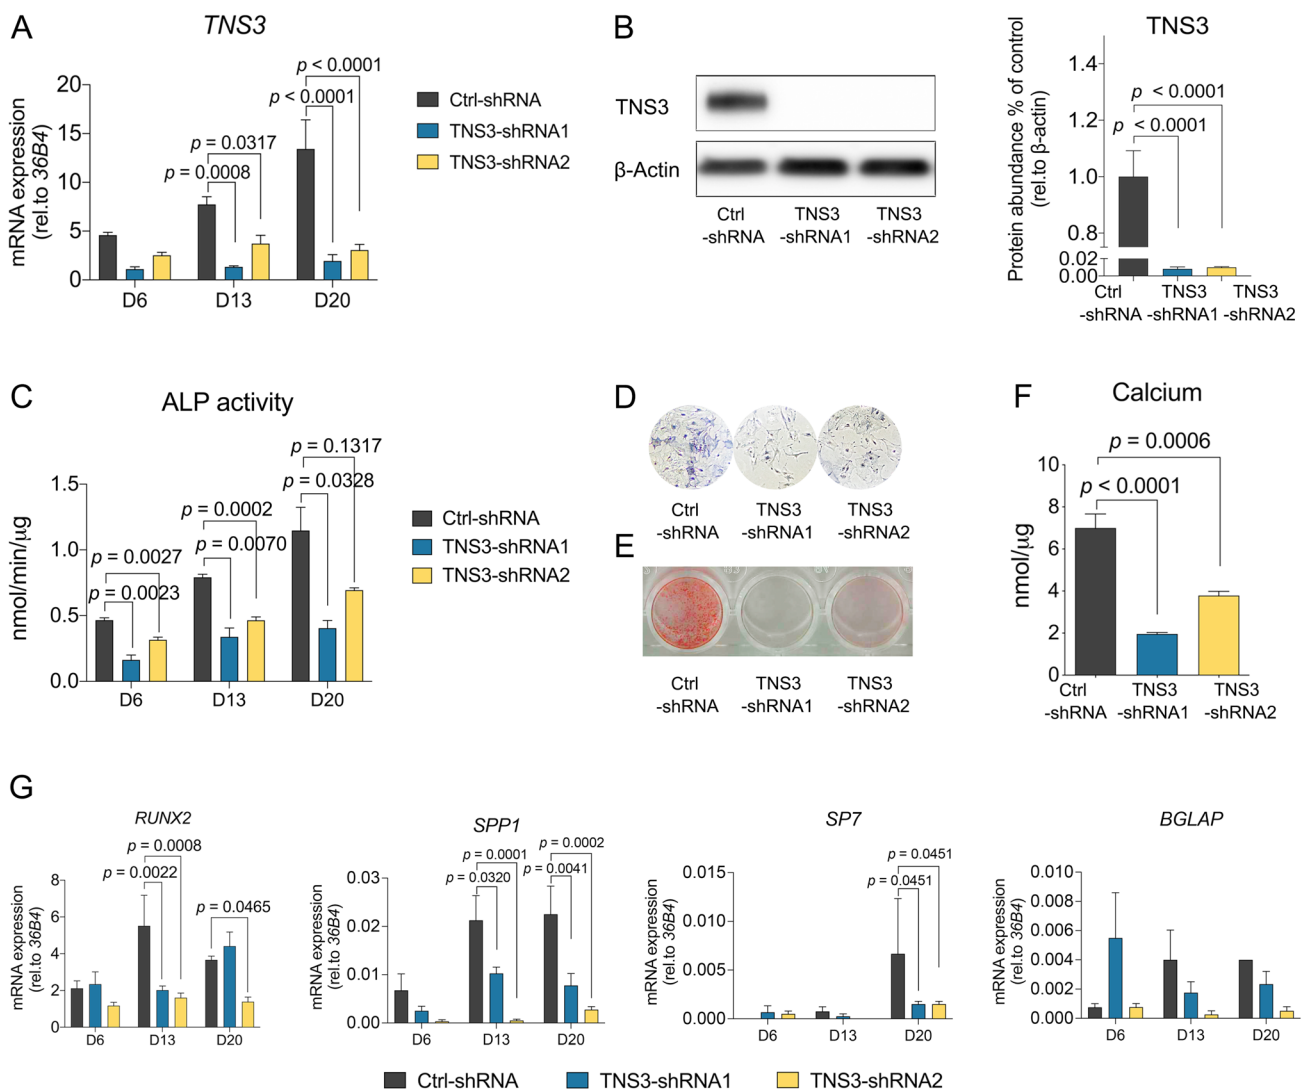 A
TNS3
mRNA expression
(rel.to 36B4)
20
15
10
5
0
p < 0.0001
p < 0.0001
p = 0.0317
p = 0.0008
D6
D13
D20
Ctrl-shRNA
TNS3-shRNA1
TNS3-shRNA2
B
TNS3
β-Actin
Ctrl
-shRNA
TNS3
-shRNA1
TNS3
-shRNA2
TNS3
Protein abundance % of control
(rel.to β-actin)
1.4
1.2
1.0
0.8
0.02
0.00
p < 0.0001
p < 0.0001
Ctrl
-shRNA
TNS3
-shRNA1
TNS3
-shRNA2
C
ALP activity
nmol/min/μg
1.5
1.0
0.5
0.0
p = 0.1317
p = 0.0328
p = 0.0002
p = 0.0070
p = 0.0027
p = 0.0023
D6
D13
D20
Ctrl-shRNA
TNS3-shRNA1
TNS3-shRNA2
D
Ctrl
-shRNA
TNS3
-shRNA1
TNS3
-shRNA2
E
Ctrl
-shRNA
TNS3
-shRNA1
TNS3
-shRNA2
F
Calcium
nmol/μg
10
8
6
4
2
0
p = 0.0006
p < 0.0001
Ctrl
-shRNA
TNS3
-shRNA1
TNS3
-shRNA2
G
RUNX2
mRNA expression
(rel.to 36B4)
8
6
4
2
0
p = 0.0008
p = 0.0022
p = 0.0465
D6
D13
D20
SPP1
mRNA expression
(rel.to 36B4)
0.03
0.02
0.01
0.00
p = 0.0001
p = 0.0320
p = 0.0002
p = 0.0041
D6
D13
D20
SP7
mRNA expression
(rel.to 36B4)
0.015
0.010
0.005
0.000
p = 0.0451
p = 0.0451
D6
D13
D20
BGLAP
mRNA expression
(rel.to 36B4)
0.010
0.008
0.006
0.004
0.002
0.000
D6
D13
D20
Ctrl-shRNA
TNS3-shRNA1
TNS3-shRNA2